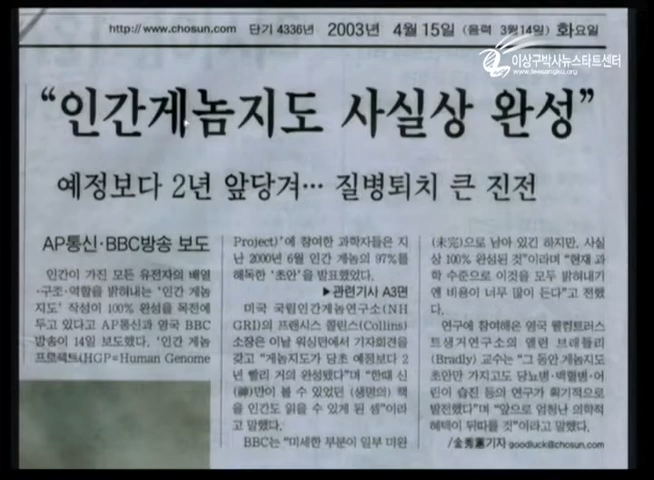 http://www.chosun.com 단기 4336년 2003년 4월 15일 (음력 3월14일) 화요일
이상구박사뉴스타트센터
www.leesangku.org
“인간게놈지도 사실상 완성”
예정보다 2년 앞당겨… 질병퇴치 큰 진전
AP통신·BBC방송 보도
인간이 가진 모든 유전자의 배열
·구조·역할을 밝혀내는 ‘인간 게놈
지도’ 작성이 100% 완성을 목전에
두고 있다고 AP통신과 영국 BBC
방송이 14일 보도했다. ‘인간 게놈
프로젝트(HGP=Human Genome
Project)’에 참여한 과학자들은 지
난 2000년 6월 인간 게놈의 97%를
해독한 ‘초안’을 발표했었다.
▶관련기사 A3면
미국 국립인간게놈연구소(NH
GRI)의 프랜시스 콜린스(Collins)
소장은 이날 워싱턴에서 기자회견을
갖고 “게놈지도가 당초 예정보다 2
년 빨리 거의 완성됐다”며 “한때 신
(神)만이 볼 수 있었던 (생명의) 책
을 인간도 읽을 수 있게 된 셈”이라
고 말했다.
BBC는 “미세한 부분이 일부 미완
(未完)으로 남아 있긴 하지만, 사실
상 100% 완성된 것”이라며 “현재 과
학 수준으로 이것을 모두 밝혀내기
엔 비용이 너무 많이 든다”고 전했
다.
연구에 참여해온 영국 웰컴트러스
트생거연구소의 앨런 브래들리
(Bradly) 교수는 “그 동안 게놈지도
초안만 가지고도 당뇨병·백혈병·어
린이 습진 등의 연구가 획기적으로
발전했다”며 “앞으로 엄청난 의학적
혜택이 뒤따를 것”이라고 말했다.
/金秀惠기자 goodluck@chosun.com